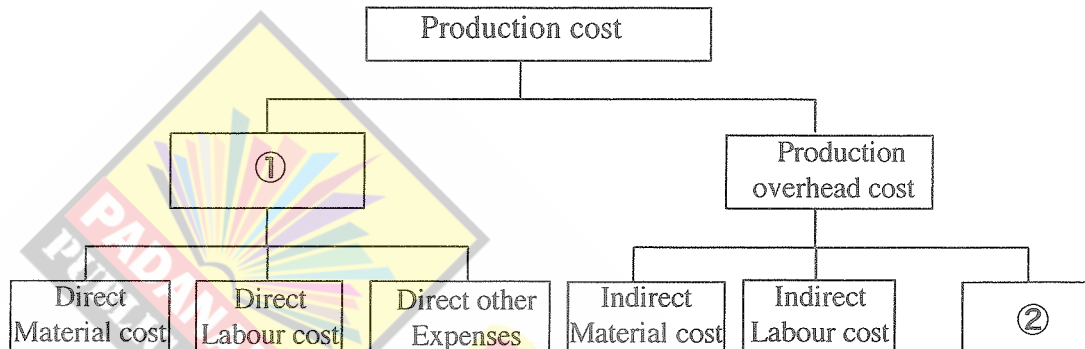 Production cost
①
Production
overhead cost
Direct
Material cost
Direct
Labour cost
Direct other
Expenses
Indirect
Material cost
Indirect
Labour cost
②